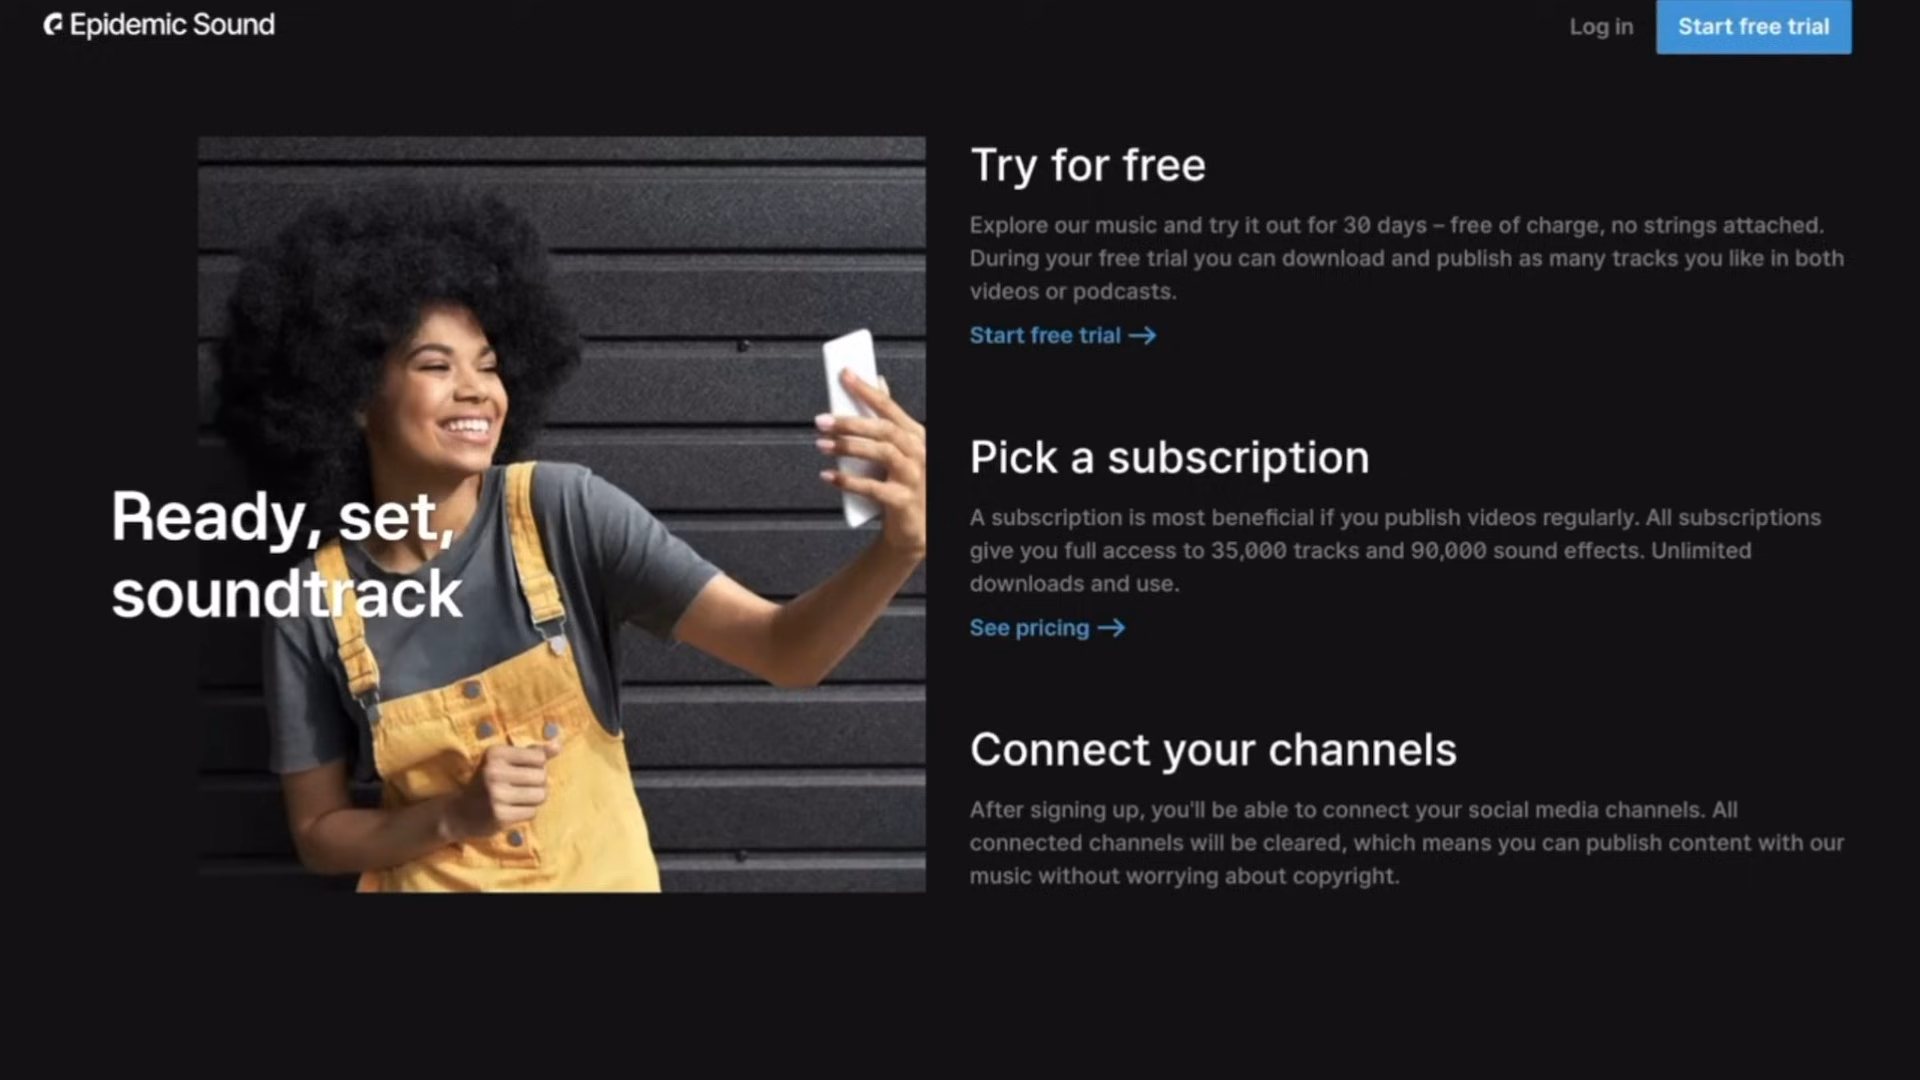 Epidemic Sound
Log in
Start free trial
Ready, set,
soundtrack
Try for free
Explore our music and try it out for 30 days – free of charge, no strings attached.
During your free trial you can download and publish as many tracks you like in both
videos or podcasts.
Start free trial →
Pick a subscription
A subscription is most beneficial if you publish videos regularly. All subscriptions
give you full access to 35,000 tracks and 90,000 sound effects. Unlimited
downloads and use.
See pricing →
Connect your channels
After signing up, you'll be able to connect your social media channels. All
connected channels will be cleared, which means you can publish content with our
music without worrying about copyright.